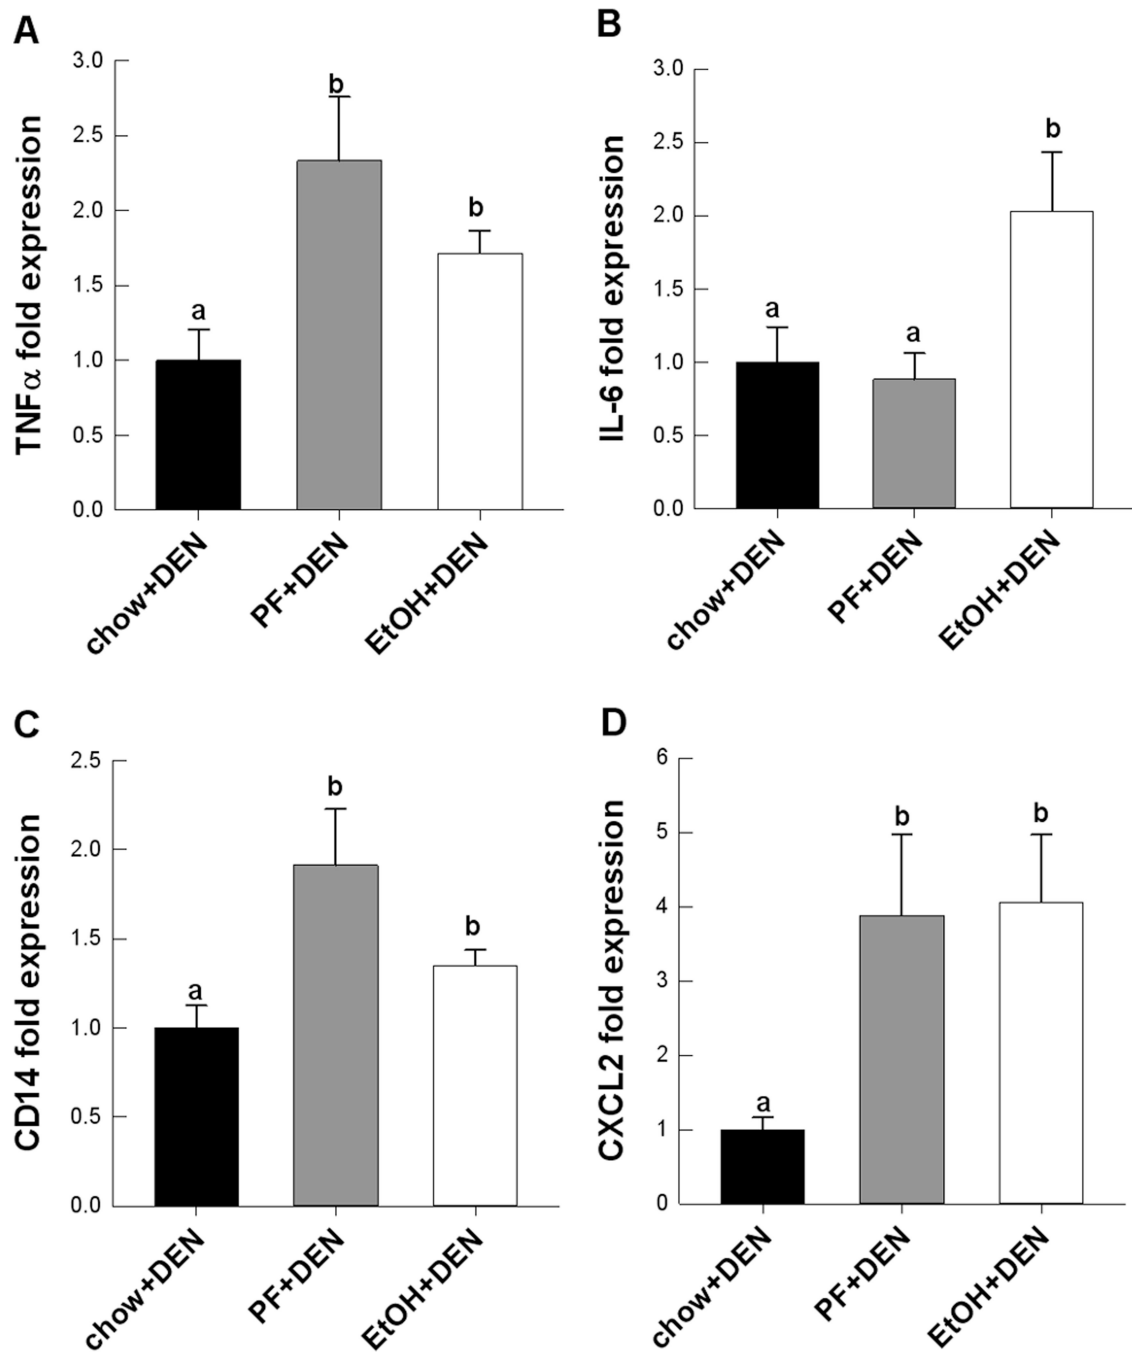 A
TNFα fold expression
3.0
2.5
2.0
1.5
1.0
0.5
0.0
a
b
b
chow+DEN
PF+DEN
EtOH+DEN
B
IL-6 fold expression
3.0
2.5
2.0
1.5
1.0
0.5
0.0
a
a
b
chow+DEN
PF+DEN
EtOH+DEN
C
CD14 fold expression
2.5
2.0
1.5
1.0
0.5
0.0
a
b
b
chow+DEN
PF+DEN
EtOH+DEN
D
CXCL2 fold expression
6
5
4
3
2
1
0
a
b
b
chow+DEN
PF+DEN
EtOH+DEN